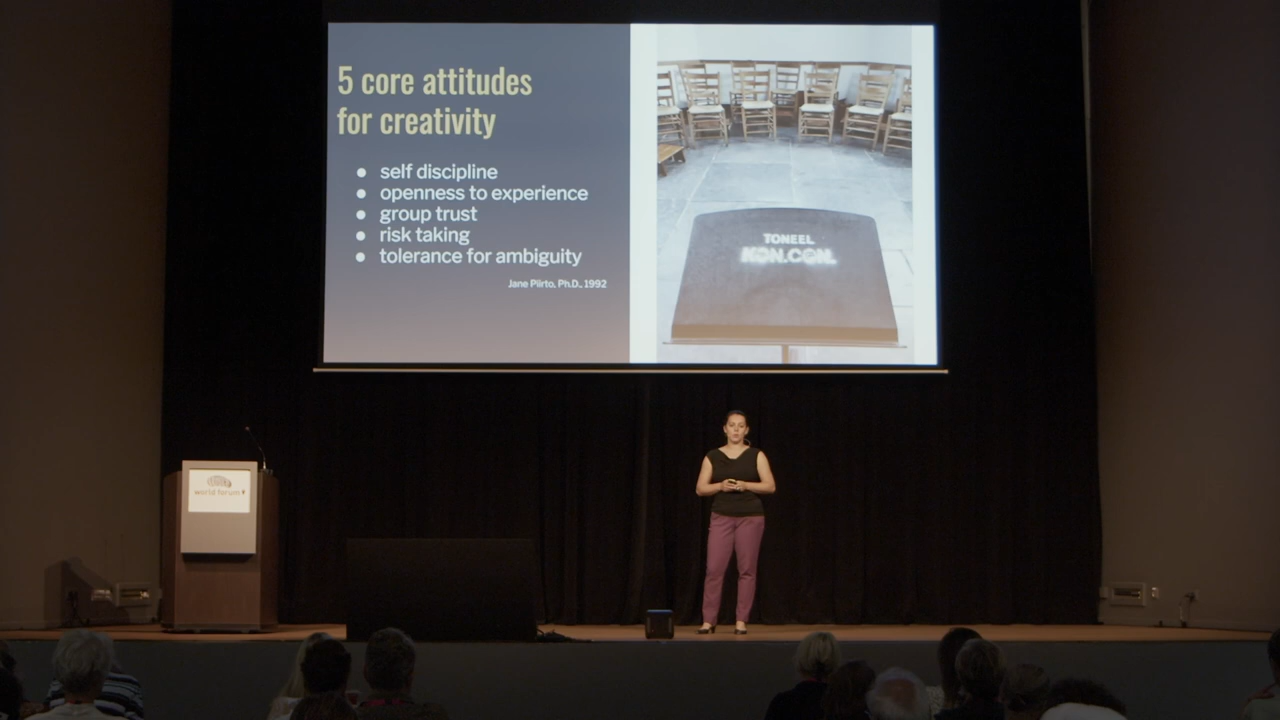 5 core attitudes
for creativity
self discipline
openness to experience
group trust
risk taking
tolerance for ambiguity
Jane Piirto, Ph.D., 1992
TONEEL
KON.CON.
world forum